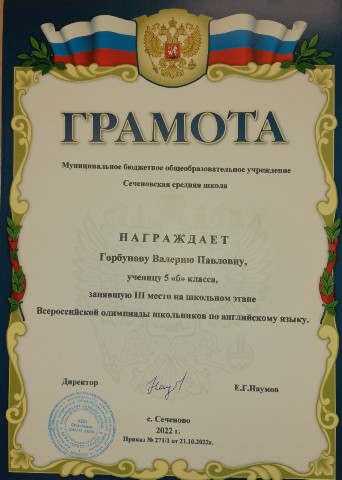 ГРАМОТА
Муниципальное бюджетное общеобразовательное учреждение
Сеченовская средняя школа
НАГРАЖДАЕТ
Горбунову Валерию Павловну,
ученицу 5 «б» класса,
занявшую III место на школьном этапе
Всероссийской олимпиады школьников по английскому языку.
Директор Е.Г.Наумов
с. Сеченово
2022 г.
Приказ № 271/1 от 21.10.2022г.